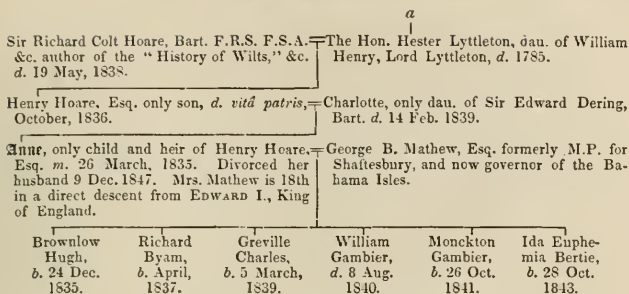 a
Sir Richard Colt Hoare, Bart. F.R.S. F.S.A.
&c. author of the "History of Wilts," &c.
d. 19 May, 1838.
The Hon. Hester Lyttleton, dau. of William
Henry, Lord Lyttleton, d. 1785.
Henry Hoare, Esq. only son, d. vitâ patris,
October, 1836.
Charlotte, only dau. of Sir Edward Dering,
Bart. d. 14 Feb. 1839.
Anne, only child and heir of Henry Hoare.
Esq. m. 26 March, 1835. Divorced her
husband 9 Dec. 1847. Mrs. Mathew is 18th
in a direct descent from EDWARD I., King
of England.
George B. Mathew, Esq. formerly M.P. for
Shaftesbury, and now governor of the Ba-
hama Isles.
Brownlow
Hugh,
b. 24 Dec.
1835.
Richard
Byam,
b. April,
1837.
Greville
Charles,
b. 5 March,
1839.
William
Gambier,
d. 8 Aug.
1840.
Monckton
Gambier,
b. 26 Oct.
1841.
Ida Euphe-
mia Bertie,
b. 28 Oct.
1843.